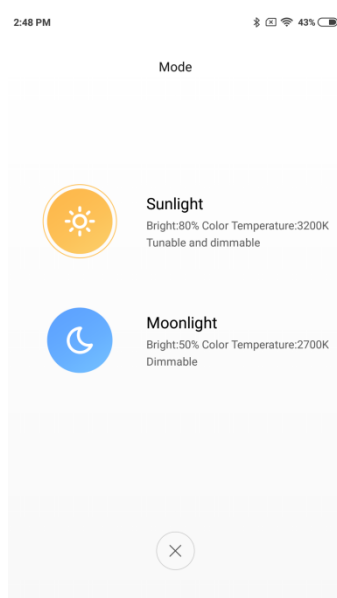 2:48 PM
43%
Mode
Sunlight
Bright:80% Color Temperature:3200K
Tunable and dimmable
Moonlight
Bright:50% Color Temperature:2700K
Dimmable